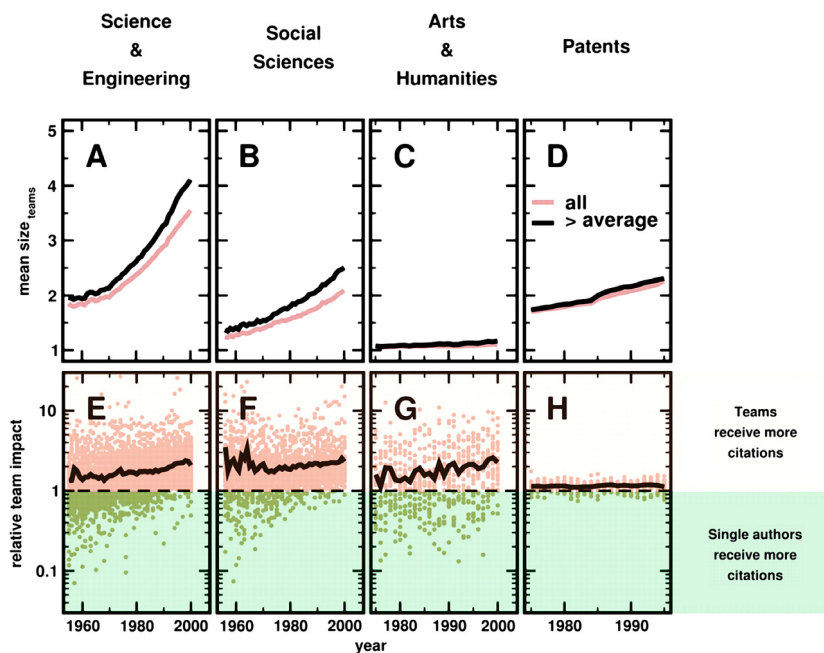 Science
&
Engineering
Social
Sciences
Arts
&
Humanities
Patents
5
4
3
2
1
mean size teams
A
B
C
D
all
> average
10
1
0.1
relative team impact
E
F
G
H
Teams
receive more
citations
Single authors
receive more
citations
1960 1980 2000
1960 1980 2000
1980 1990 2000
1980 1990
year